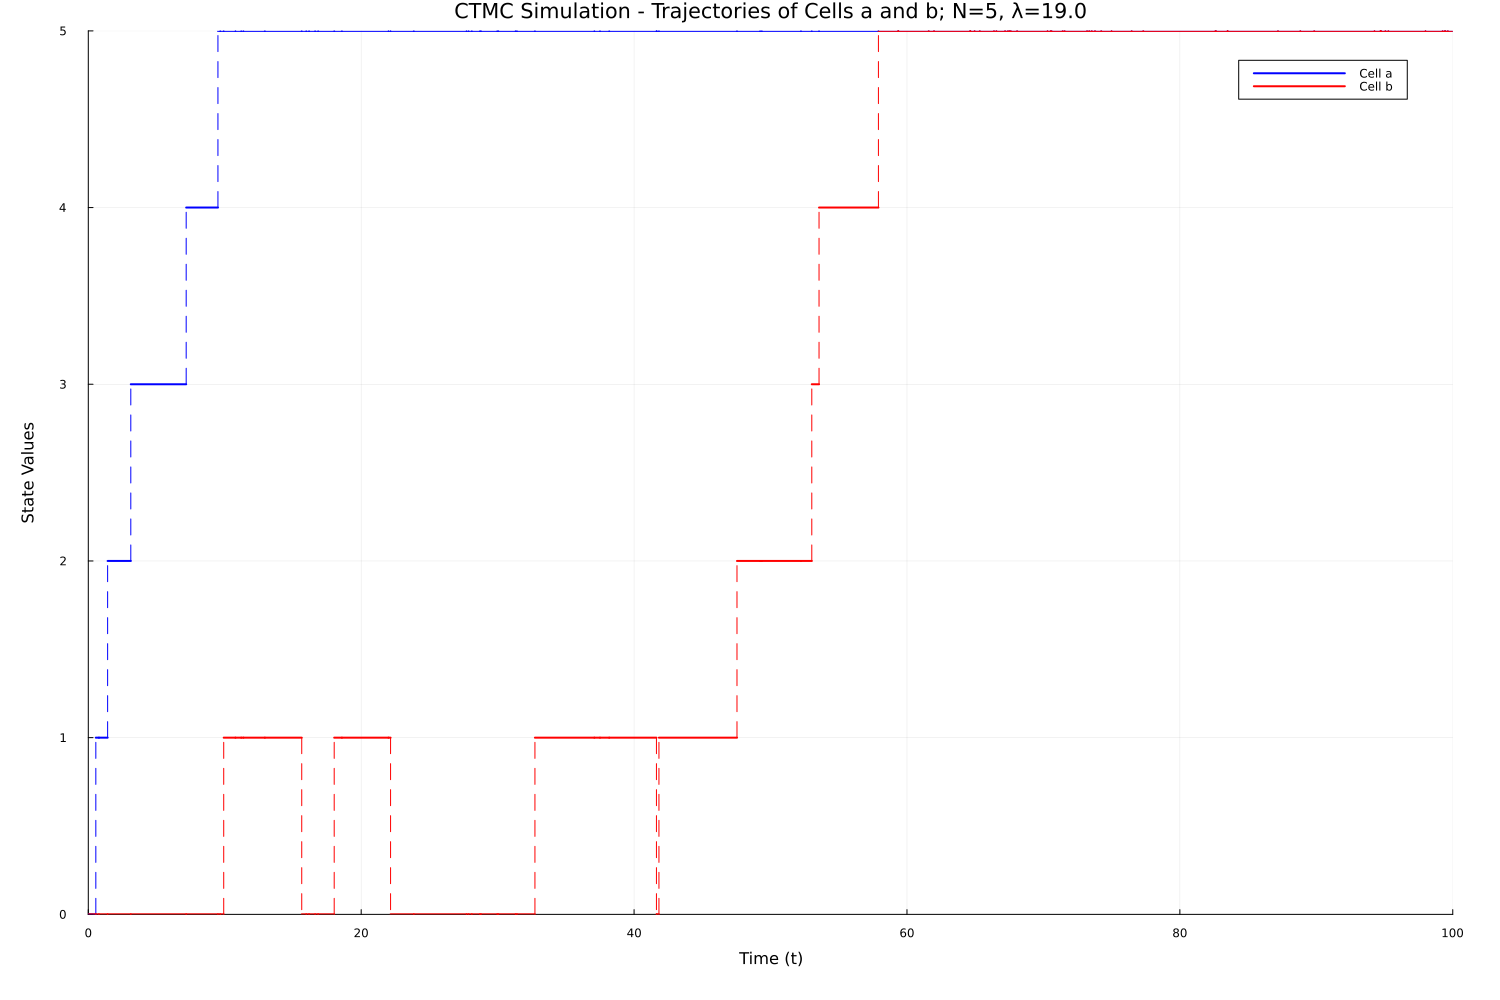 CTMC Simulation - Trajectories of Cells a and b; N=5, λ=19.0
5
Cell a
Cell b
4
3
State Values
2
1
0
0 20 40 60 80 100
Time (t)